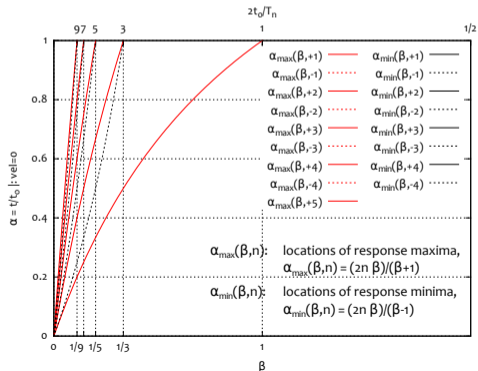 2t₀/Tₙ
9 7 5 3 1 1/2
1
0.8
0.6
0.4
0.2
0
α = t/t₀ | vel=0
αmax(β,+1) αmin(β,+1)
αmax(β,-1) αmin(β,-1)
αmax(β,+2) αmin(β,+2)
αmax(β,-2) αmin(β,-2)
αmax(β,+3) αmin(β,+3)
αmax(β,-3) αmin(β,-3)
αmax(β,+4) αmin(β,+4)
αmax(β,-4) αmin(β,-4)
αmax(β,+5)
αmax(β,n): locations of response maxima,
αmax(β,n) = (2n β)/(β+1)
αmin(β,n): locations of response minima,
αmin(β,n) = (2n β)/(β-1)
0 1/9 1/5 1/3 1
β